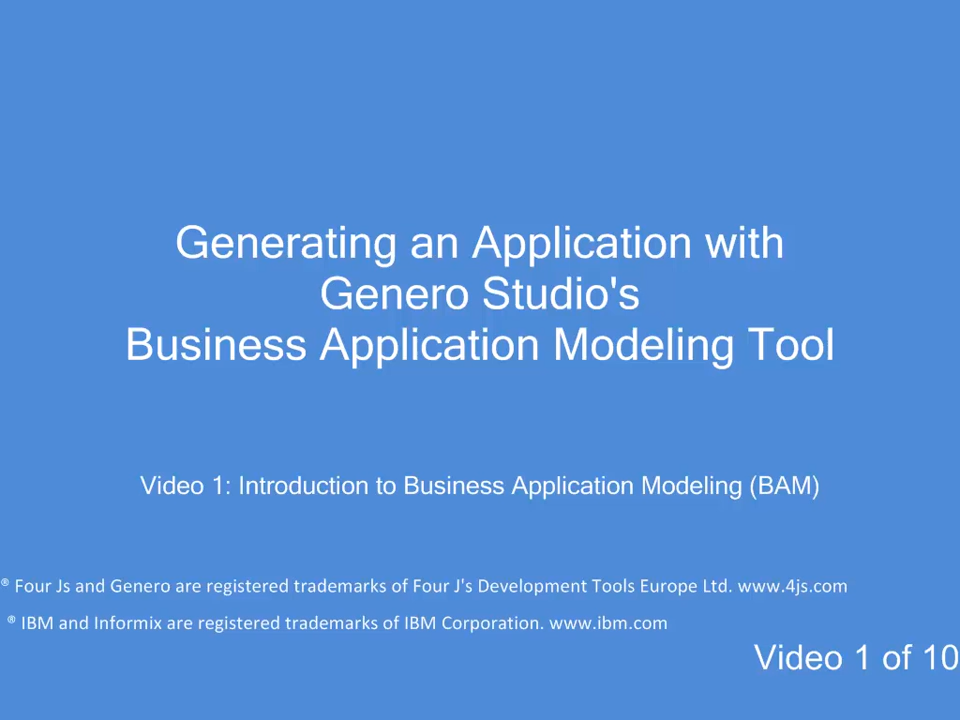 Generating an Application with
Genero Studio's
Business Application Modeling Tool
Video 1: Introduction to Business Application Modeling (BAM)
® Four Js and Genero are registered trademarks of Four J's Development Tools Europe Ltd. www.4js.com
® IBM and Informix are registered trademarks of IBM Corporation. www.ibm.com
Video 1 of 10